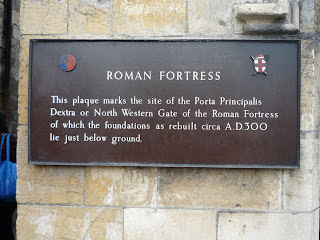 ROMAN FORTRESS
This plaque marks the site of the Porta Principalis
Dextra or North Western Gate of the Roman Fortress
of which the foundations as rebuilt circa A.D.300
lie just below ground.